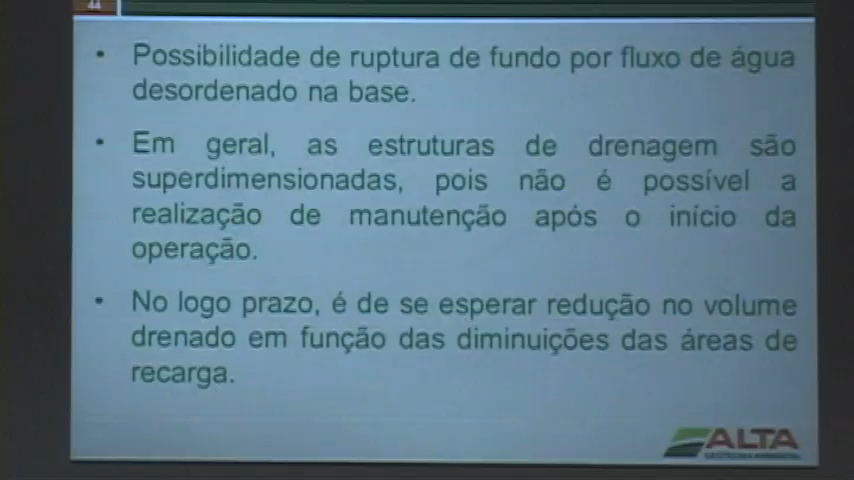 44
• Possibilidade de ruptura de fundo por fluxo de água
desordenado na base.
• Em geral, as estruturas de drenagem são
superdimensionadas, pois não é possível a
realização de manutenção após o início da
operação.
• No logo prazo, é de se esperar redução no volume
drenado em função das diminuições das áreas de
recarga.
ALTA